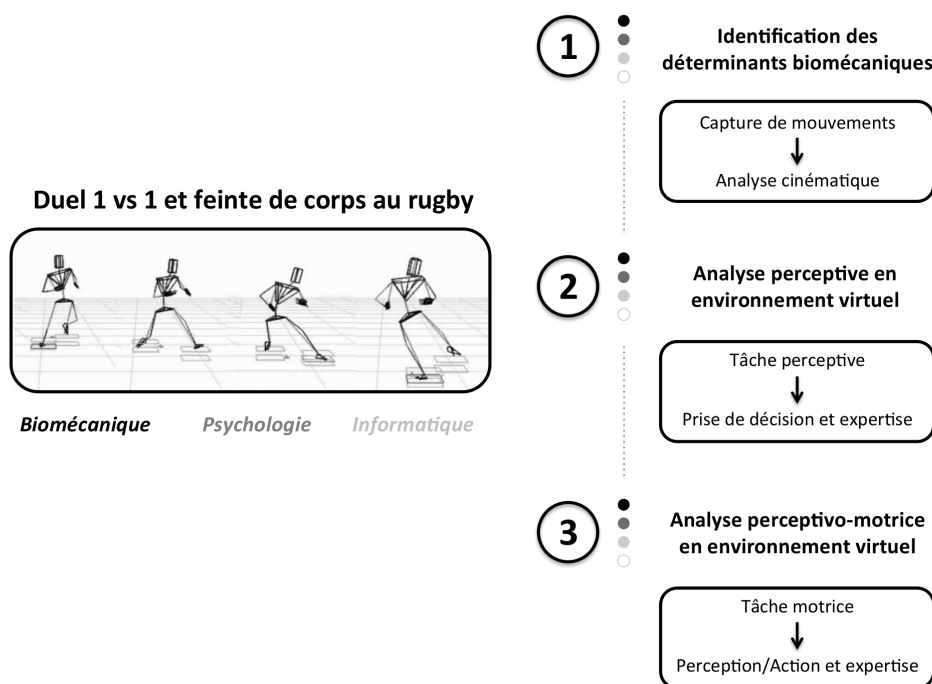 Duel 1 vs 1 et feinte de corps au rugby
Biomécanique Psychologie Informatique
1
Identification des
déterminants biomécaniques
Capture de mouvements
Analyse cinématique
2
Analyse perceptive en
environnement virtuel
Tâche perceptive
Prise de décision et expertise
3
Analyse perceptivo-motrice
en environnement virtuel
Tâche motrice
Perception/Action et expertise